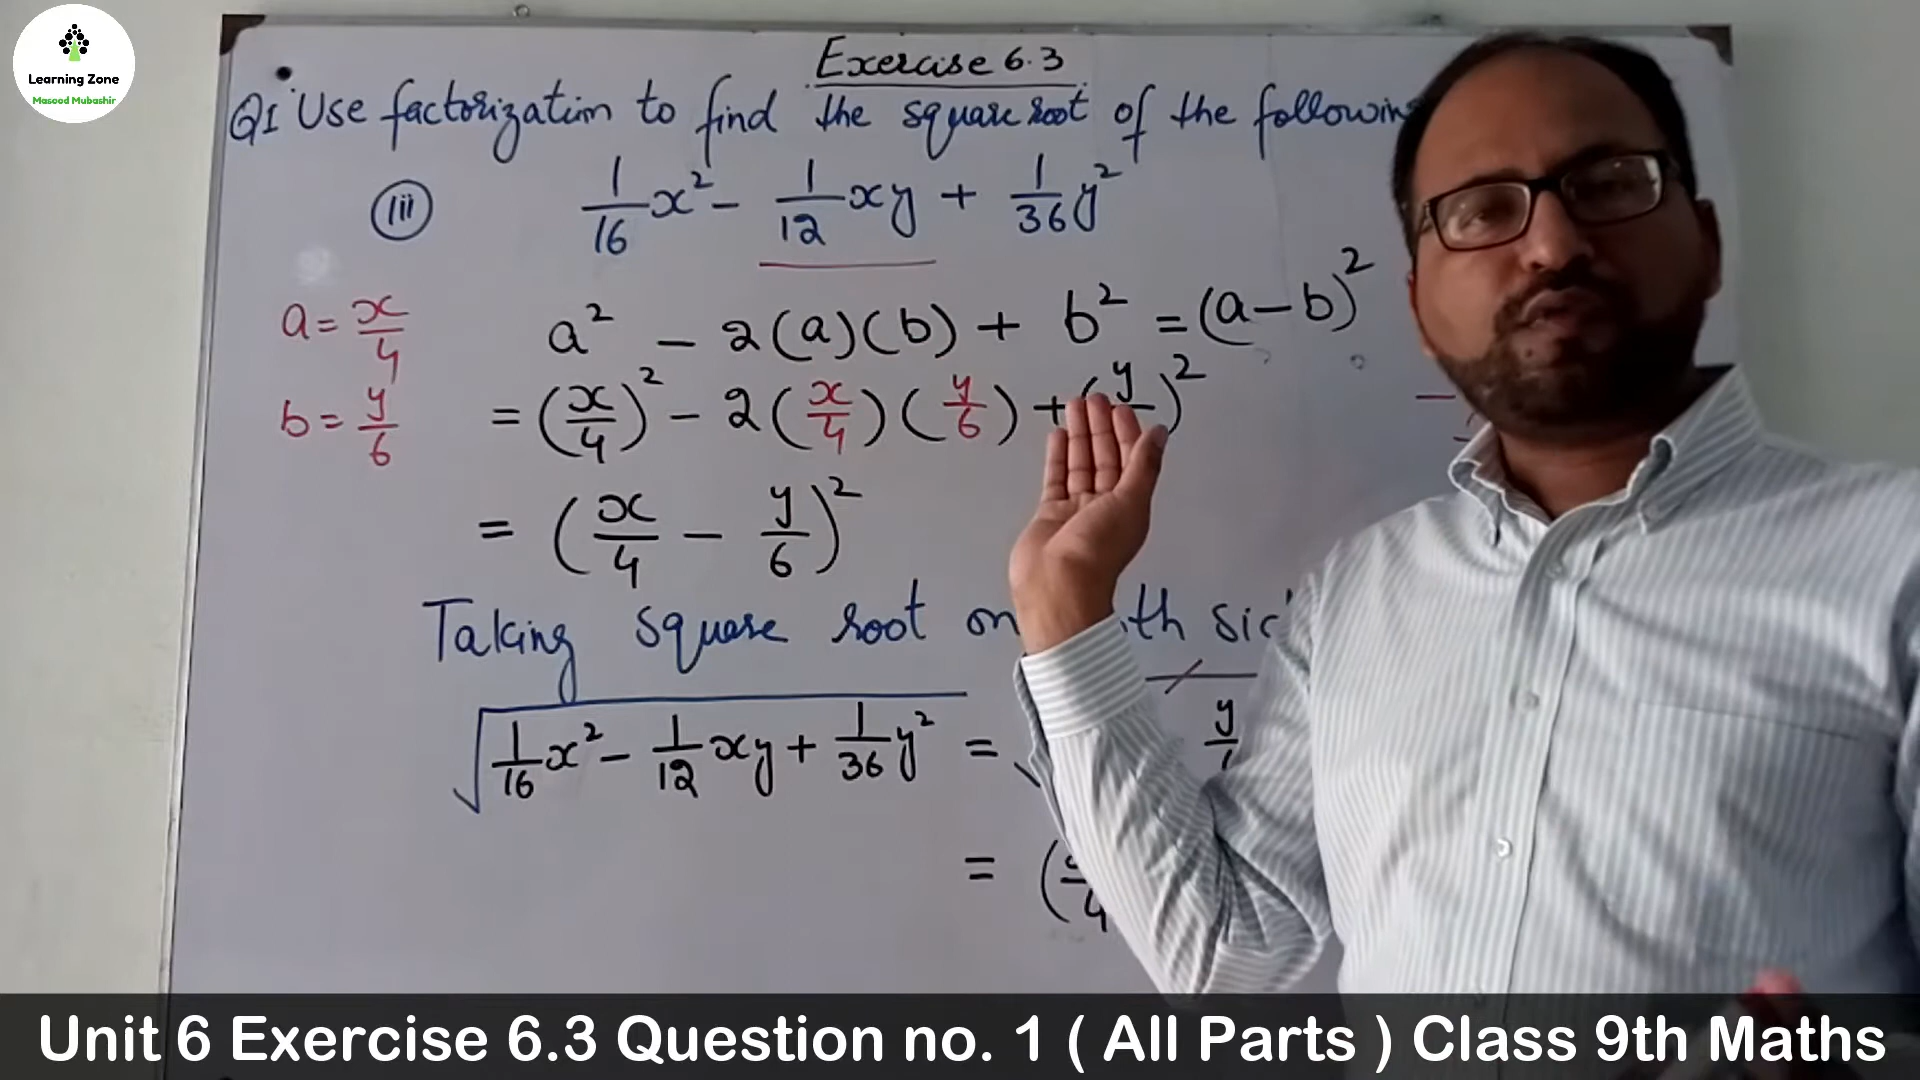 Learning Zone
Masood Mubashir
Exercise 6.3
Q1 Use factorization to find the square root of the following
(iii) 1/16 x² - 1/12 xy + 1/36 y²
a = x/4
a² - 2(a)(b) + b² = (a-b)²
b = y/6
= (x/4)² - 2(x/4)(y/6) + (y/ )²
= (x/4 - y/6)²
Taking square root on
√(1/16 x² - 1/12 xy + 1/36 y²) =
=
Unit 6 Exercise 6.3 Question no. 1 ( All Parts ) Class 9th Maths